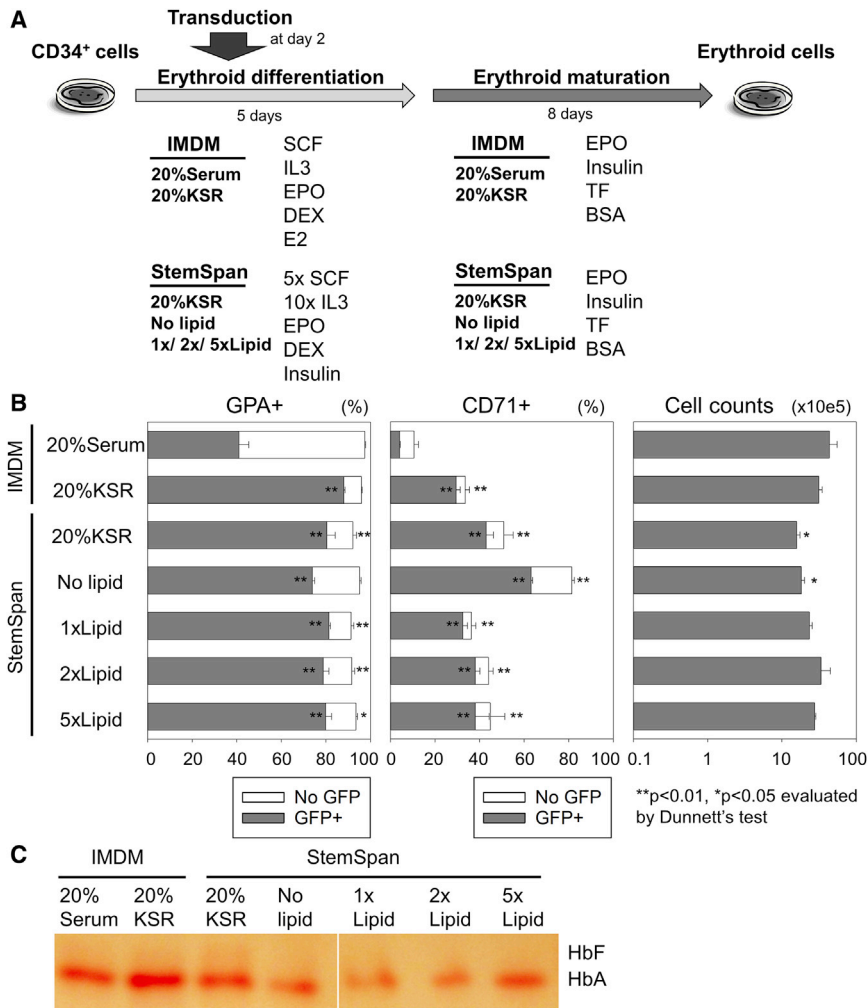 A
Transduction
at day 2
CD34+ cells
Erythroid differentiation
Erythroid maturation
Erythroid cells
5 days
8 days
IMDM
20%Serum
20%KSR
SCF
IL3
EPO
DEX
E2
IMDM
20%Serum
20%KSR
EPO
Insulin
TF
BSA
StemSpan
20%KSR
No lipid
1x/ 2x/ 5xLipid
5x SCF
10x IL3
EPO
DEX
Insulin
StemSpan
20%KSR
No lipid
1x/ 2x/ 5xLipid
EPO
Insulin
TF
BSA
B
GPA+ (%)
CD71+ (%)
Cell counts (x10e5)
IMDM
20%Serum
20%KSR
** ** **
StemSpan
20%KSR
** ** ** ** *
No lipid
** ** ** *
1xLipid
** ** ** **
2xLipid
** ** ** **
5xLipid
** * ** **
0 20 40 60 80 100
0 20 40 60 80 100
0.1 1 10 100
No GFP
GFP+
No GFP
GFP+
**p<0.01, *p<0.05 evaluated
by Dunnett's test
C
IMDM
StemSpan
20% Serum
20% KSR
20% KSR
No lipid
1x Lipid
2x Lipid
5x Lipid
HbF
HbA